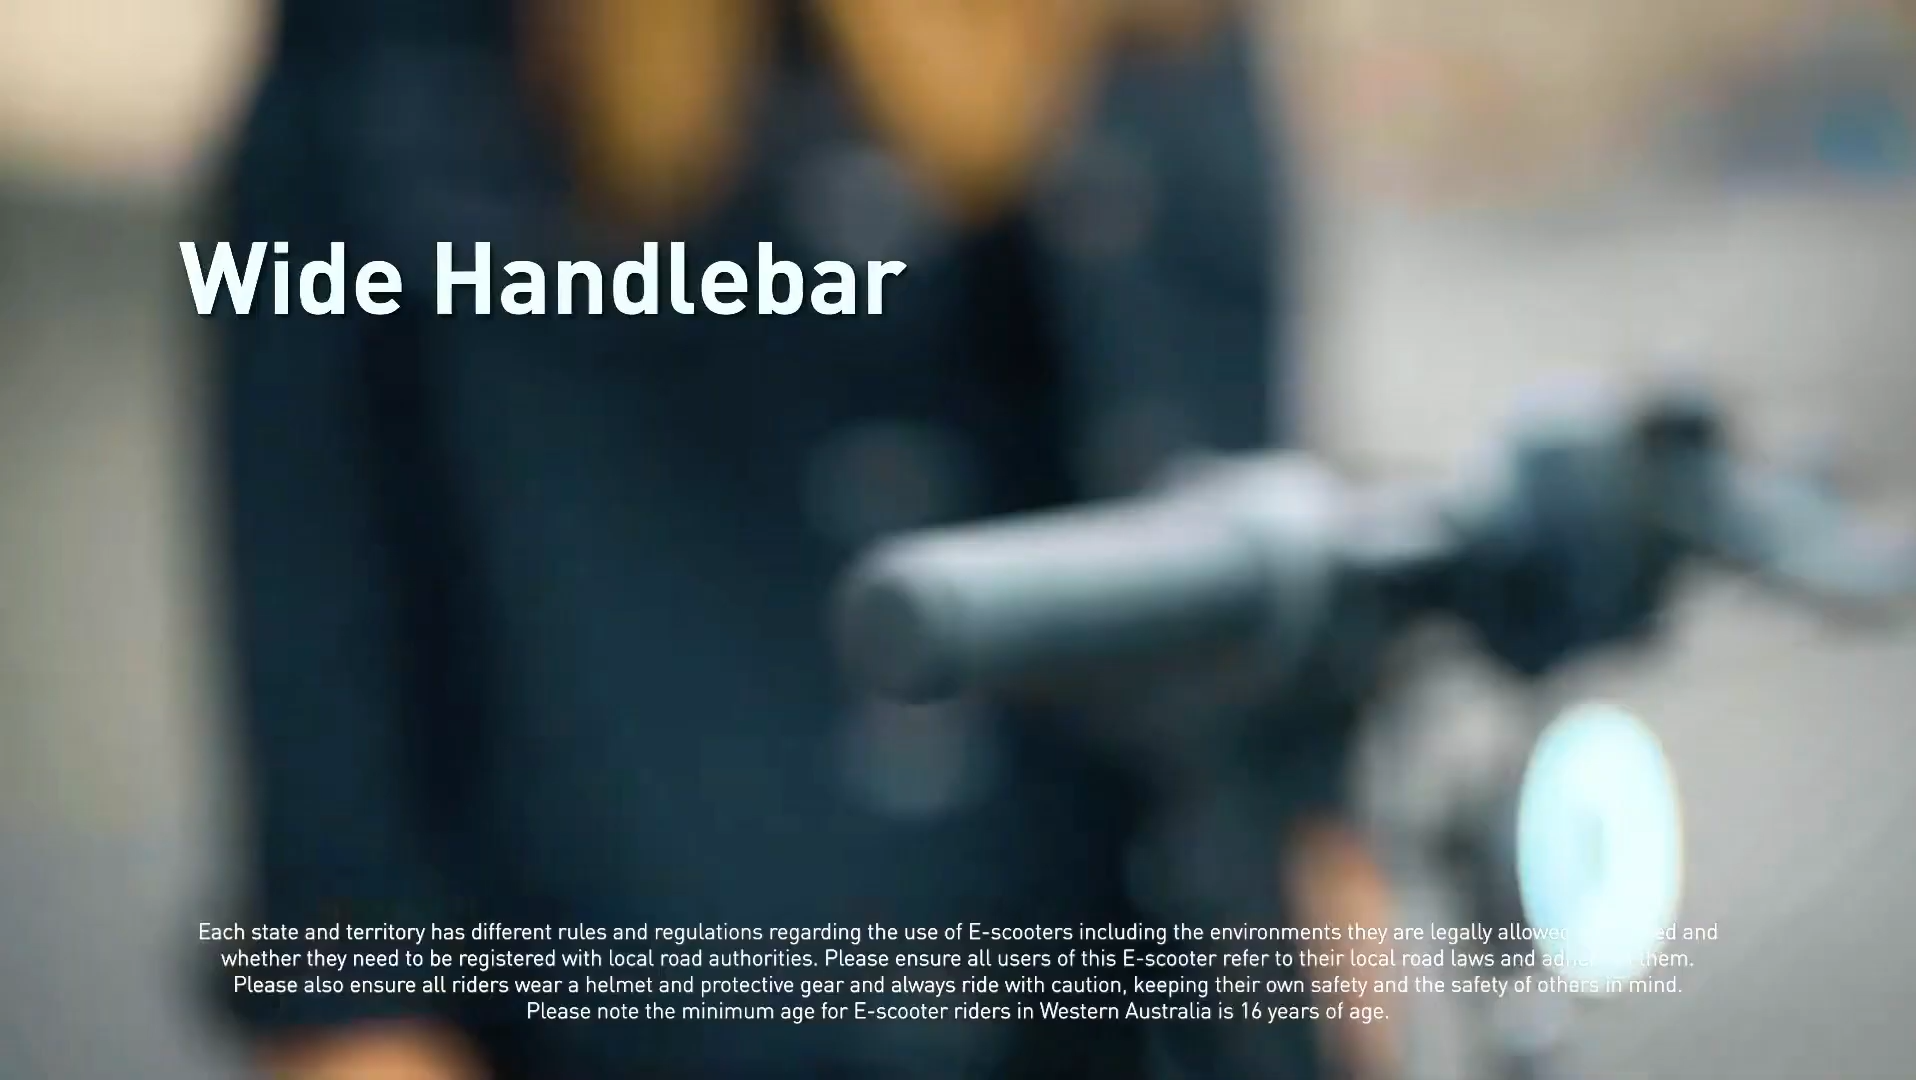 Wide Handlebar
Each state and territory has different rules and regulations regarding the use of E-scooters including the environments they are legally allowed and
whether they need to be registered with local road authorities. Please ensure all users of this E-scooter refer to their local road laws and them.
Please also ensure all riders wear a helmet and protective gear and always ride with caution, keeping their own safety and the safety of others in mind.
Please note the minimum age for E-scooter riders in Western Australia is 16 years of age.